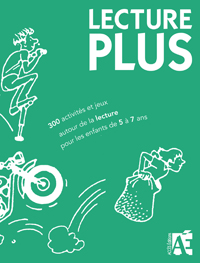 LECTURE
PLUS
300 activités et jeux
autour de la lecture
pour les enfants de 5 à 7 ans